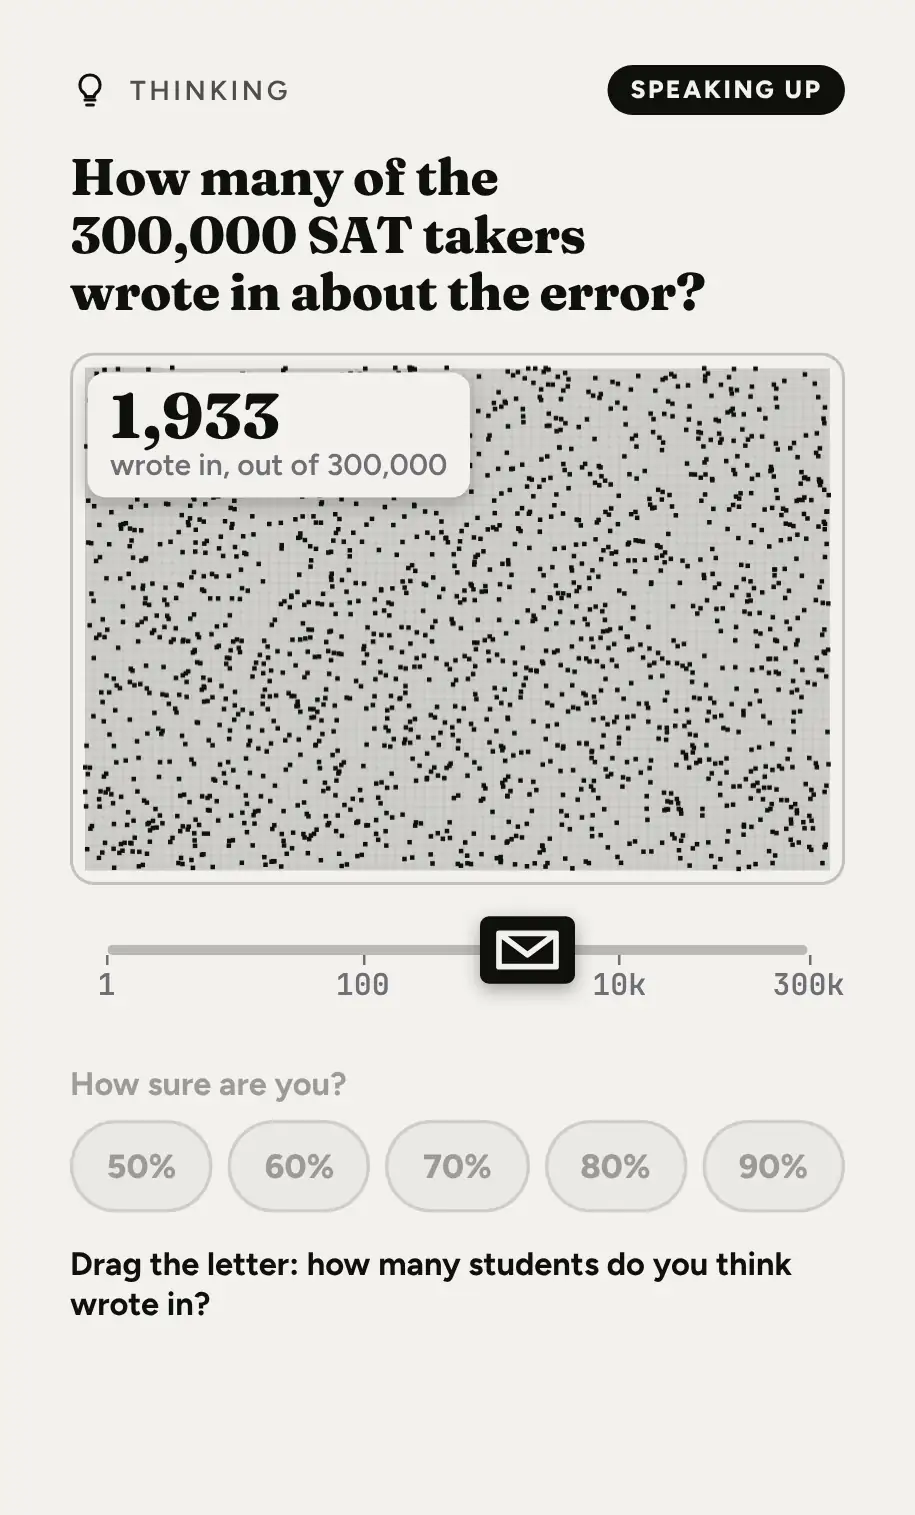 THINKING
SPEAKING UP
How many of the
300,000 SAT takers
wrote in about the error?
1,933
wrote in, out of 300,000
1
100
10k
300k
How sure are you?
50%
60%
70%
80%
90%
Drag the letter: how many students do you think
wrote in?